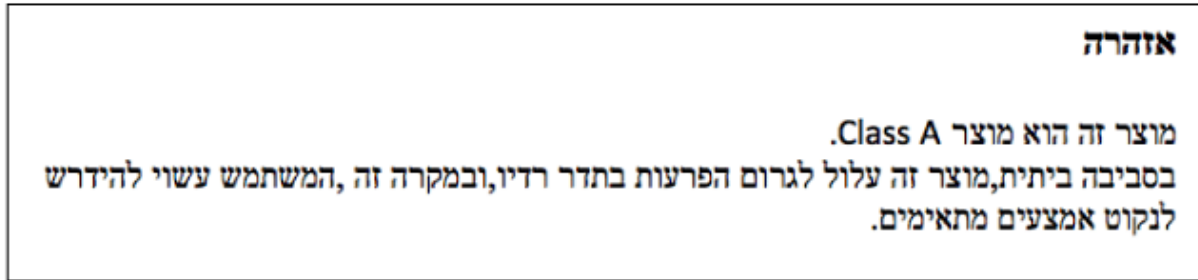 אזהרה
מוצר זה הוא מוצר Class A.
בסביבה ביתית,מוצר זה עלול לגרום הפרעות בתדר רדיו,ובמקרה זה ,המשתמש עשוי להידרש
לנקוט אמצעים מתאימים.